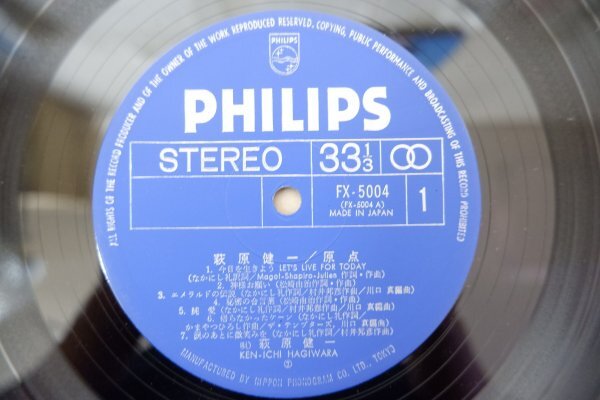 ALL RIGHTS OF THE RECORD PRODUCER AND OF THE OWNER OF THE WORK REPRODUCED RESERVED, COPYING, PUBLIC PERFORMANCE AND BROADCASTING OF THIS RECORD PROHIBITED
PHILIPS
PHILIPS
STEREO 33 1/3
FX-5004
(FX-5004 A)
MADE IN JAPAN
1
萩原健一/原点
1. 今日を生きよう LET'S LIVE FOR TODAY
(なかにし礼訳詞/Magol-Shapiro-Julien 作詞・作曲)
2. 神様お願い (松崎由治作詞・作曲)
3. エメラルドの伝説 (なかにし礼作詞/村井邦彦作曲/川口 真編曲)
4. 秘密の合言葉 (松崎由治作詞・作曲)
5. 純愛 (なかにし礼作詞/村井邦彦作曲/川口 真編曲)
6. 帰らなかったケーン (なかにし礼作詞/
かまやつひろし作曲/ザ・テンプターズ, 川口 真編曲)
7. 涙のあとに微笑みを (なかにし礼作詞/村井邦彦作曲)
萩原健一
KEN-ICHI HAGIWARA
MANUFACTURED BY NIPPON PHONOGRAM CO., LTD., TOKYO